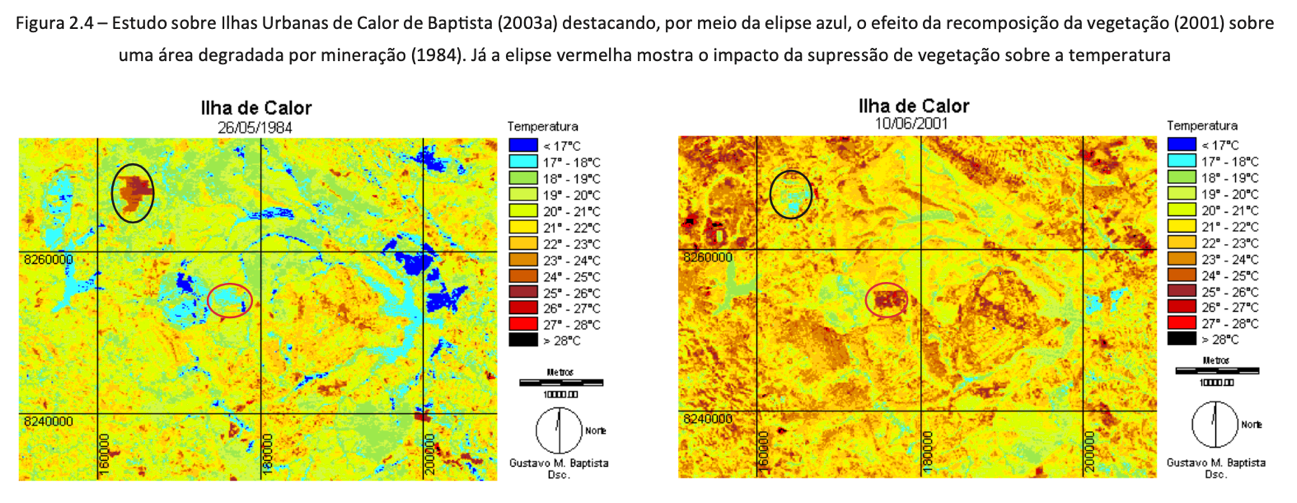 Figura 2.4 – Estudo sobre Ilhas Urbanas de Calor de Baptista (2003a) destacando, por meio da elipse azul, o efeito da recomposição da vegetação (2001) sobre
uma área degradada por mineração (1984). Já a elipse vermelha mostra o impacto da supressão de vegetação sobre a temperatura
Ilha de Calor
26/05/1984
Temperatura
< 17°C
17° - 18°C
18° - 19°C
19° - 20°C
20° - 21°C
21° - 22°C
22° - 23°C
23° - 24°C
24° - 25°C
25° - 26°C
26° - 27°C
27° - 28°C
> 28°C
8260000
8240000
160000
180000
200000
Metros
10000.00
Norte
Gustavo M. Baptista
Dsc.
Ilha de Calor
10/06/2001
Temperatura
< 17°C
17° - 18°C
18° - 19°C
19° - 20°C
20° - 21°C
21° - 22°C
22° - 23°C
23° - 24°C
24° - 25°C
25° - 26°C
26° - 27°C
27° - 28°C
> 28°C
8260000
8240000
160000
180000
200000
Metros
10000.00
Norte
Gustavo M. Baptista
Dsc.